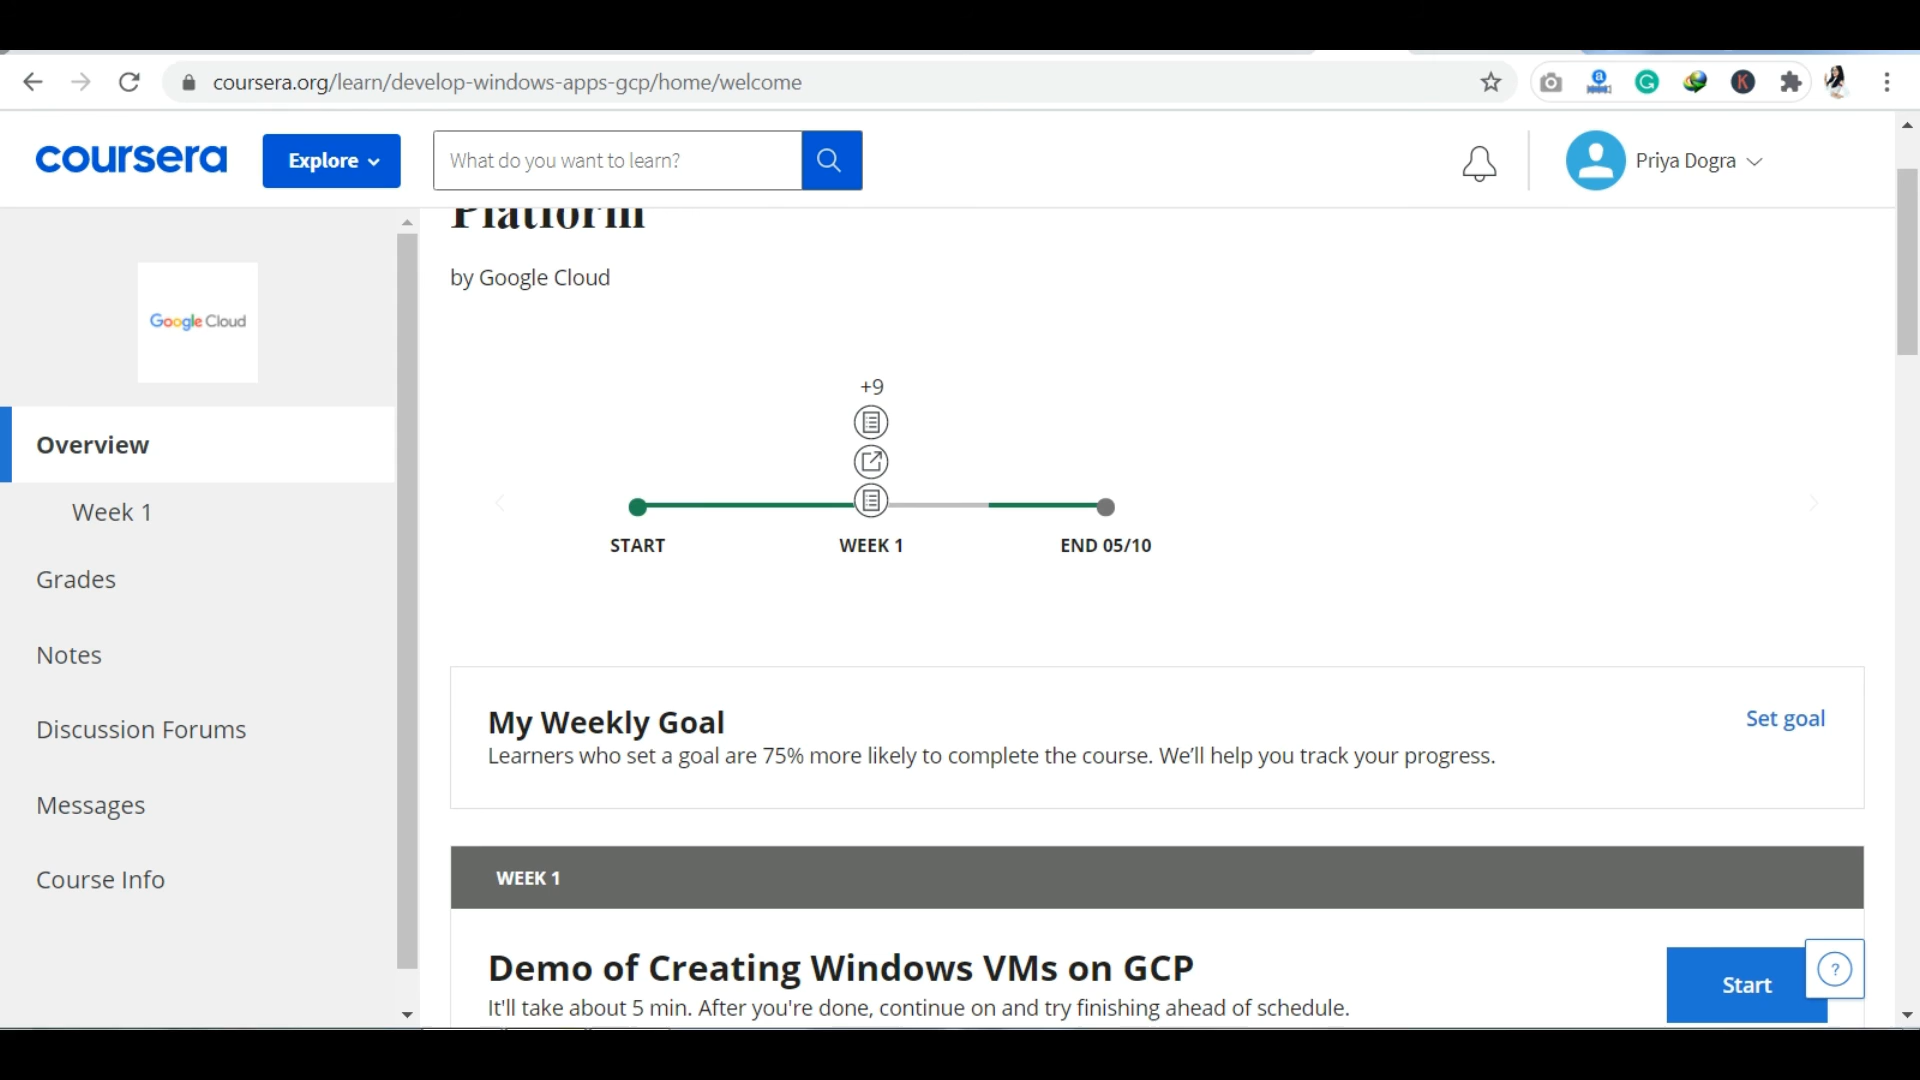 coursera.org/learn/develop-windows-apps-gcp/home/welcome
coursera
Explore
What do you want to learn?
Priya Dogra
Platform
by Google Cloud
Google Cloud
Overview
Week 1
Grades
Notes
Discussion Forums
Messages
Course Info
+9
START
WEEK 1
END 05/10
My Weekly Goal
Set goal
Learners who set a goal are 75% more likely to complete the course. We'll help you track your progress.
WEEK 1
Demo of Creating Windows VMs on GCP
It'll take about 5 min. After you're done, continue on and try finishing ahead of schedule.
Start
?